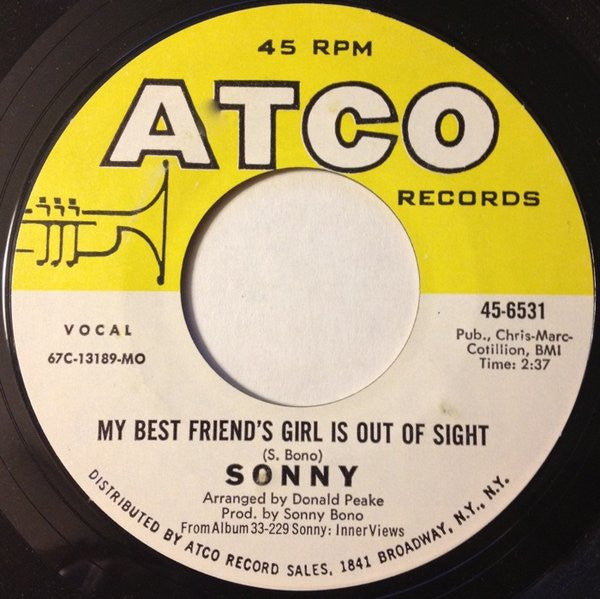 45 RPM
ATCO
RECORDS
VOCAL
67C-13189-MO
45-6531
Pub., Chris-Marc-
Cotillion, BMI
Time: 2:37
MY BEST FRIEND'S GIRL IS OUT OF SIGHT
(S. Bono)
SONNY
Arranged by Donald Peake
Prod. by Sonny Bono
From Album 33-229 Sonny: Inner Views
DISTRIBUTED BY ATCO RECORD SALES, 1841 BROADWAY, N.Y., N.Y.